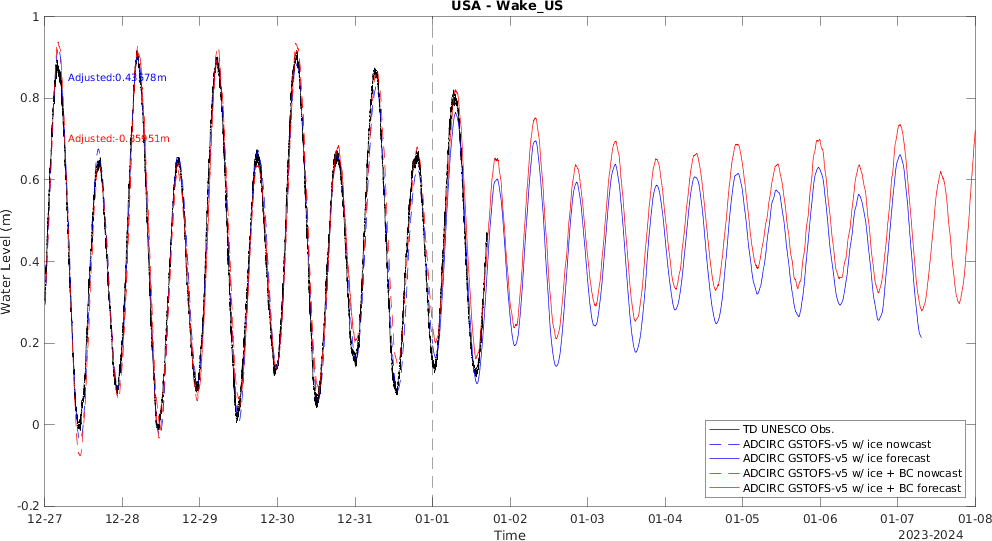 USA - Wake_US
Water Level (m)
1
0.8
0.6
0.4
0.2
0
-0.2
Adjusted:0.43578m
Adjusted:-0.35951m
TD UNESCO Obs.
ADCIRC GSTOFS-v5 w/ ice nowcast
ADCIRC GSTOFS-v5 w/ ice forecast
ADCIRC GSTOFS-v5 w/ ice + BC nowcast
ADCIRC GSTOFS-v5 w/ ice + BC forecast
12-27 12-28 12-29 12-30 12-31 01-01 01-02 01-03 01-04 01-05 01-06 01-07 01-08
Time
2023-2024